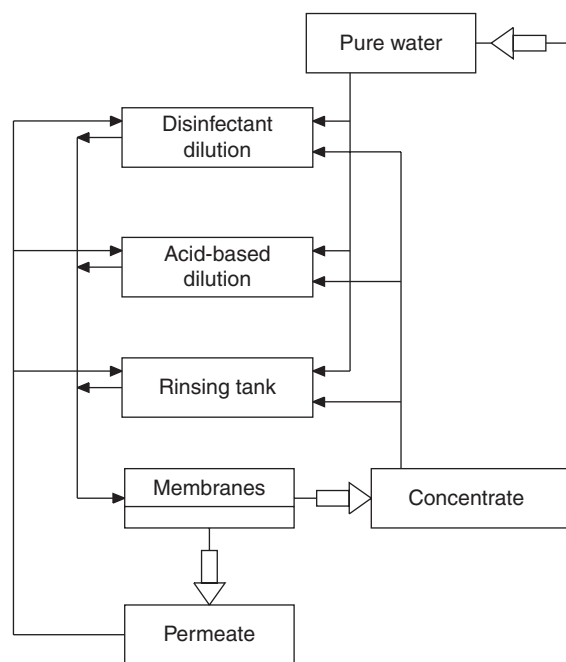 Pure water
Disinfectant
dilution
Acid-based
dilution
Rinsing tank
Membranes
Concentrate
Permeate